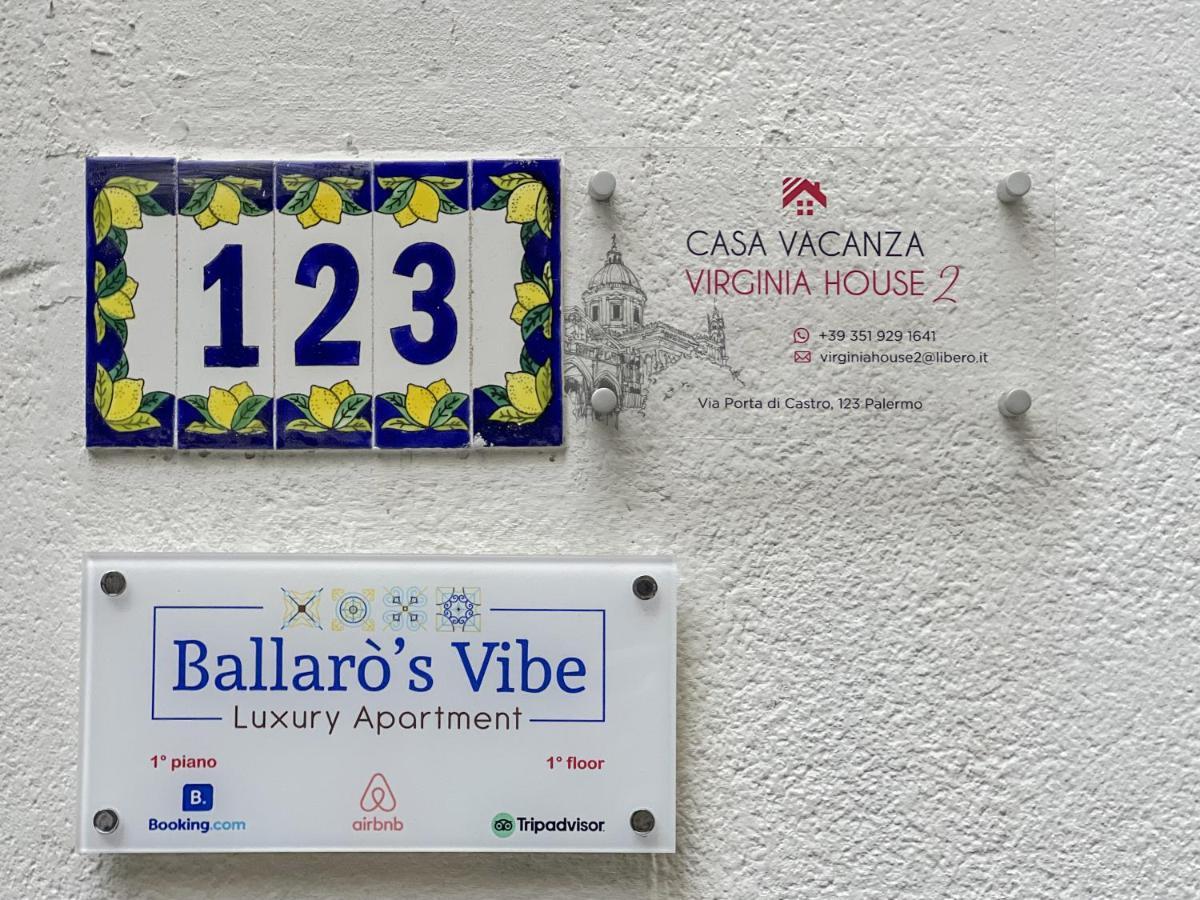 123
CASA VACANZA
VIRGINIA HOUSE 2
+39 351 929 1641
virginiahouse2@libero.it
Via Porta di Castro, 123 Palermo
Ballarò's Vibe
Luxury Apartment
1° piano
1° floor
B.
Booking.com
airbnb
Tripadvisor